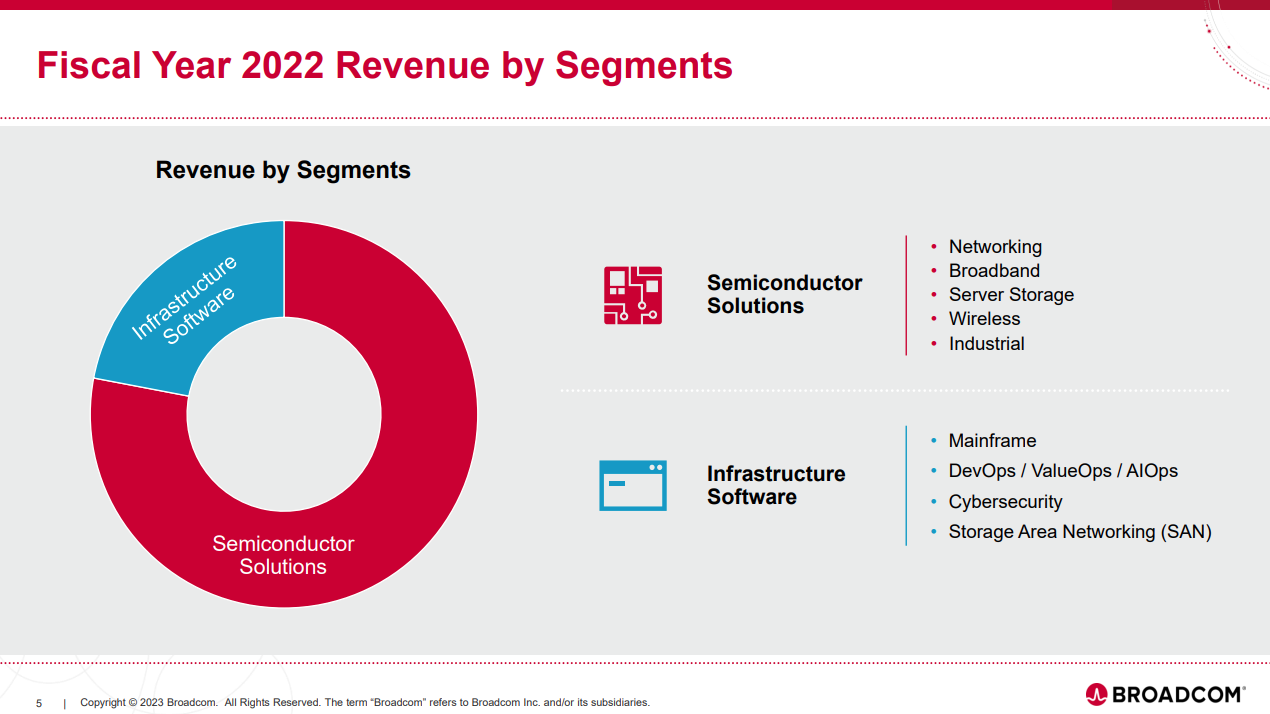 Fiscal Year 2022 Revenue by Segments
Revenue by Segments
Infrastructure
Software
Semiconductor
Solutions
Semiconductor
Solutions
• Networking
• Broadband
• Server Storage
• Wireless
• Industrial
Infrastructure
Software
• Mainframe
• DevOps / ValueOps / AIOps
• Cybersecurity
• Storage Area Networking (SAN)
5 | Copyright © 2023 Broadcom. All Rights Reserved. The term “Broadcom” refers to Broadcom Inc. and/or its subsidiaries.
BROADCOM®